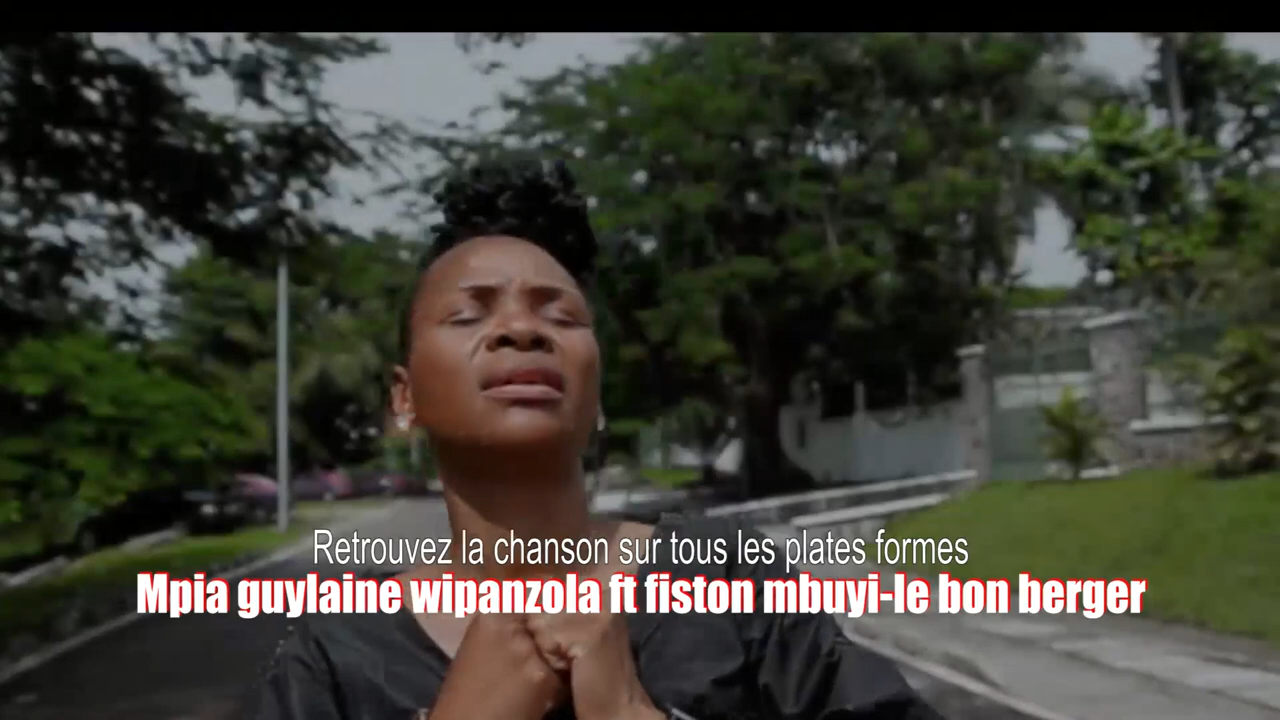 Retrouvez la chanson sur tous les plates formes
Mpia guylaine wipanzola ft fiston mbuyi-le bon berger